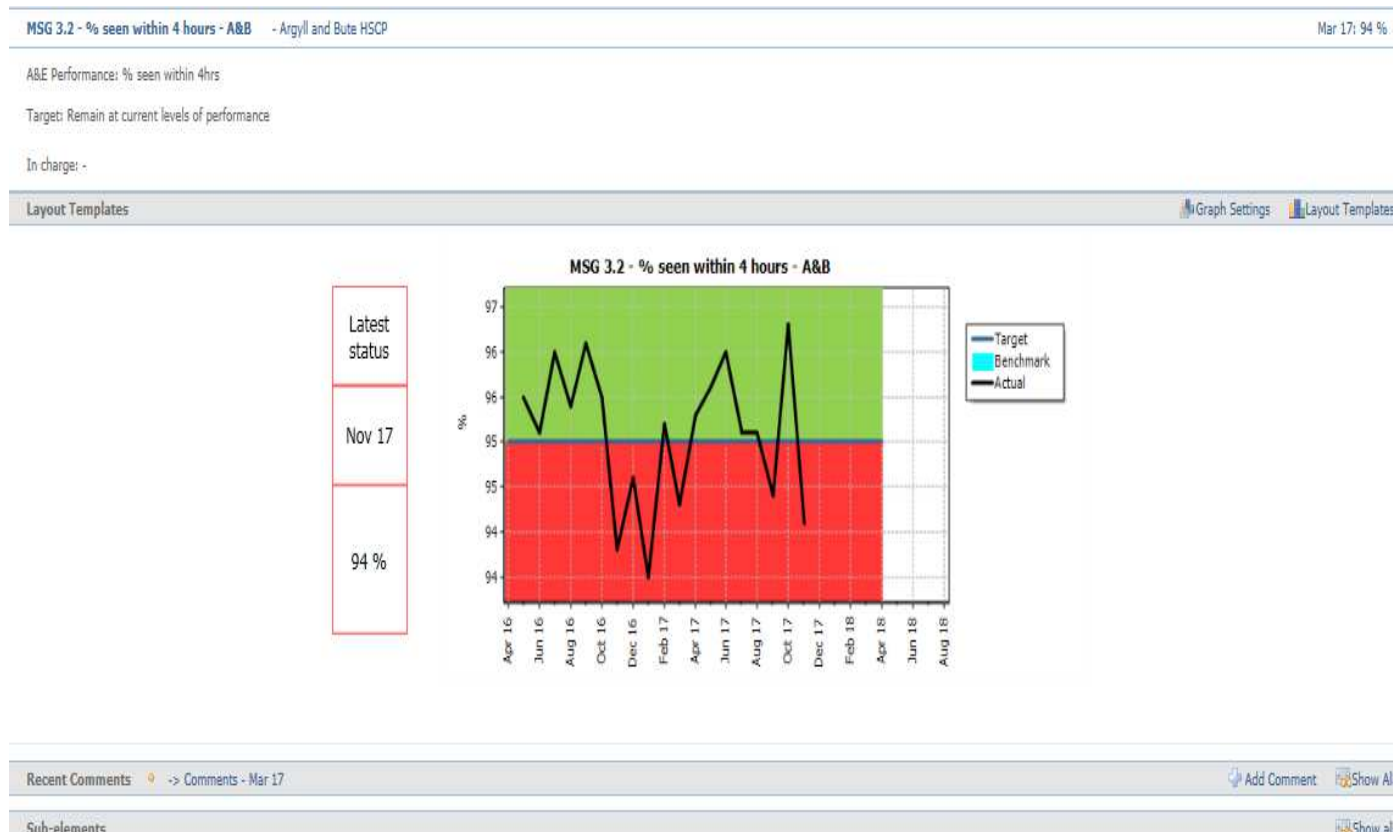 MSG 3.2 - % seen within 4 hours - A&B - Argyll and Bute HSCP Mar 17: 94 %
A&E Performance: % seen within 4hrs
Target: Remain at current levels of performance
In charge: -
Layout Templates Graph Settings Layout Templates
MSG 3.2 - % seen within 4 hours - A&B
Latest
status
Nov 17
94 %
%
97
96
96
95
95
94
94
Apr 16
Jun 16
Aug 16
Oct 16
Dec 16
Feb 17
Apr 17
Jun 17
Aug 17
Oct 17
Dec 17
Feb 18
Apr 18
Jun 18
Aug 18
Target
Benchmark
Actual
Recent Comments -> Comments - Mar 17 Add Comment Show Al
Sub-elements Show al